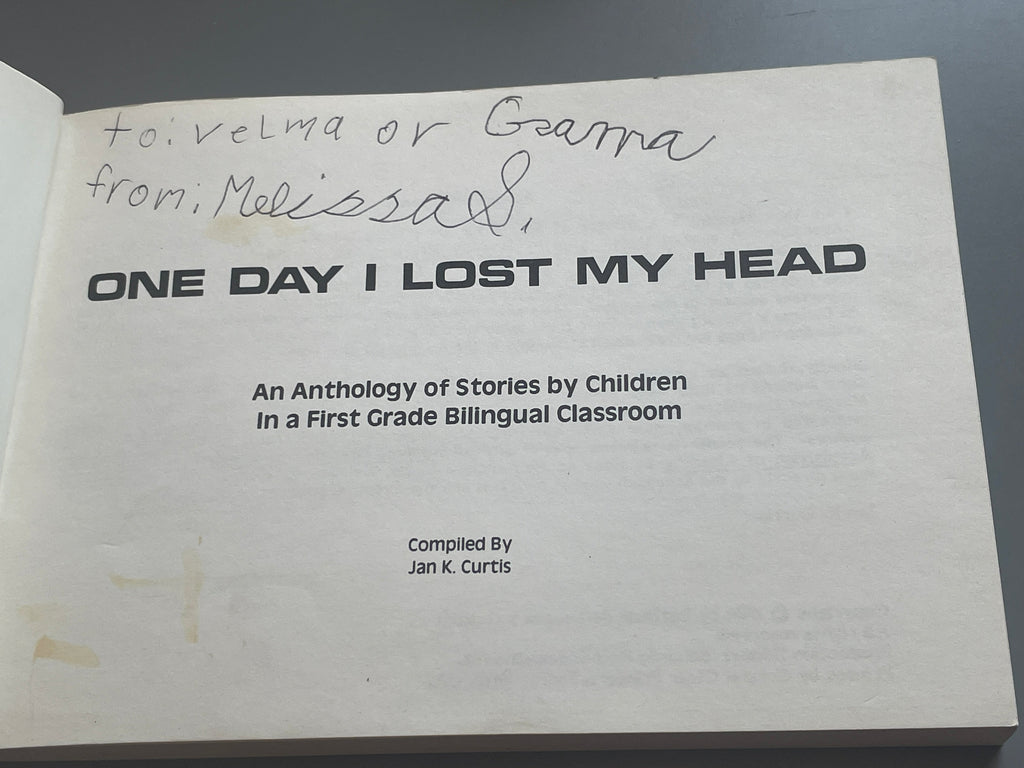 to: velma or Grama
from: Melissa S.
ONE DAY I LOST MY HEAD
An Anthology of Stories by Children
In a First Grade Bilingual Classroom
Compiled By
Jan K. Curtis